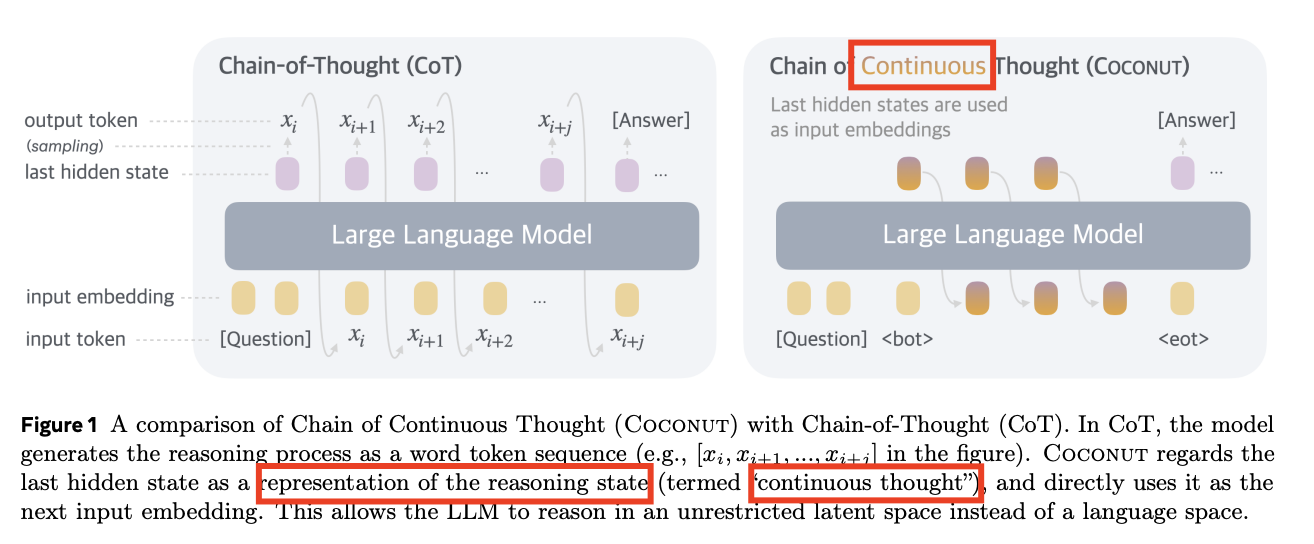 Chain-of-Thought (CoT)
output token
(sampling)
last hidden state
x_i x_{i+1} x_{i+2} x_{i+j} [Answer]
... ...
Large Language Model
input embedding
...
input token
[Question] x_i x_{i+1} x_{i+2} x_{i+j}
Chain of Continuous Thought (COCONUT)
Last hidden states are used
as input embeddings
[Answer]
...
Large Language Model
[Question] <bot> <eot>
Figure 1 A comparison of Chain of Continuous Thought (COCONUT) with Chain-of-Thought (CoT). In CoT, the model
generates the reasoning process as a word token sequence (e.g., [x_i, x_{i+1}, ..., x_{i+j}] in the figure). COCONUT regards the
last hidden state as a representation of the reasoning state (termed “continuous thought”), and directly uses it as the
next input embedding. This allows the LLM to reason in an unrestricted latent space instead of a language space.